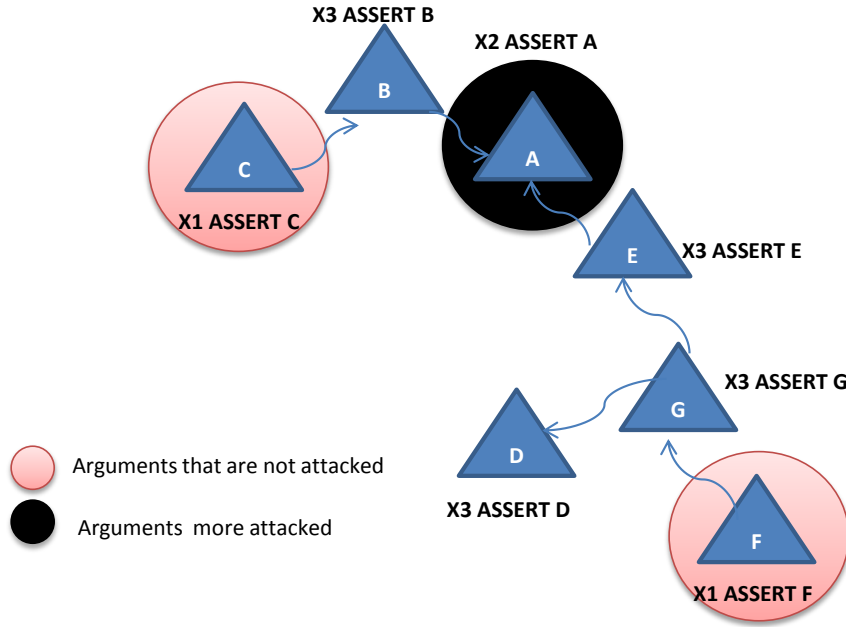 X3 ASSERT B
X2 ASSERT A
B
A
C
X1 ASSERT C
E
X3 ASSERT E
X3 ASSERT G
G
Arguments that are not attacked
D
X3 ASSERT D
Arguments  more attacked
F
X1 ASSERT F